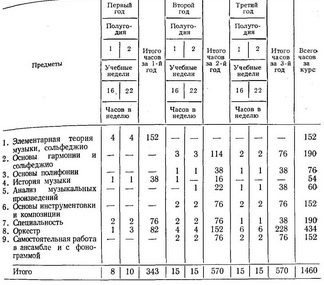 Предметы
Первый год
Полугодия
1 2
Учебные недели
16 22
Часов в неделю
Итого часов за 1-й год
Второй год
Полугодия
1 2
Учебные недели
16 22
Часов в неделю
Итого часов за 2-й год
Третий год
Полугодия
1 2
Учебные недели
16 22
Часов в неделю
Итого часов за 3-й год
Всего часов за курс
1. Элементарная теория
музыки, сольфеджио 4 4 152 — — — — — — 152
2. Основы гармонии и
сольфеджио — — — 3 3 114 2 2 76 190
3. Основы полифонии — — — 1 1 38 1 1 38 76
4. История музыки 1 1 38 1 — 16 — — — 54
5. Анализ музыкальных
произведений — — — — 1 22 1 1 38 60
6. Основы инструментовки
и композиции — — — 2 2 76 2 2 76 152
7. Специальность 2 2 76 2 2 76 1 1 38 190
8. Оркестр 1 3 82 4 4 152 6 6 228 434
9. Самостоятельная работа
в ансамбле и с фоно-
граммой — — — 2 2 76 2 2 76 152
Итого 8 10 343 15 15 570 15 15 570 1460